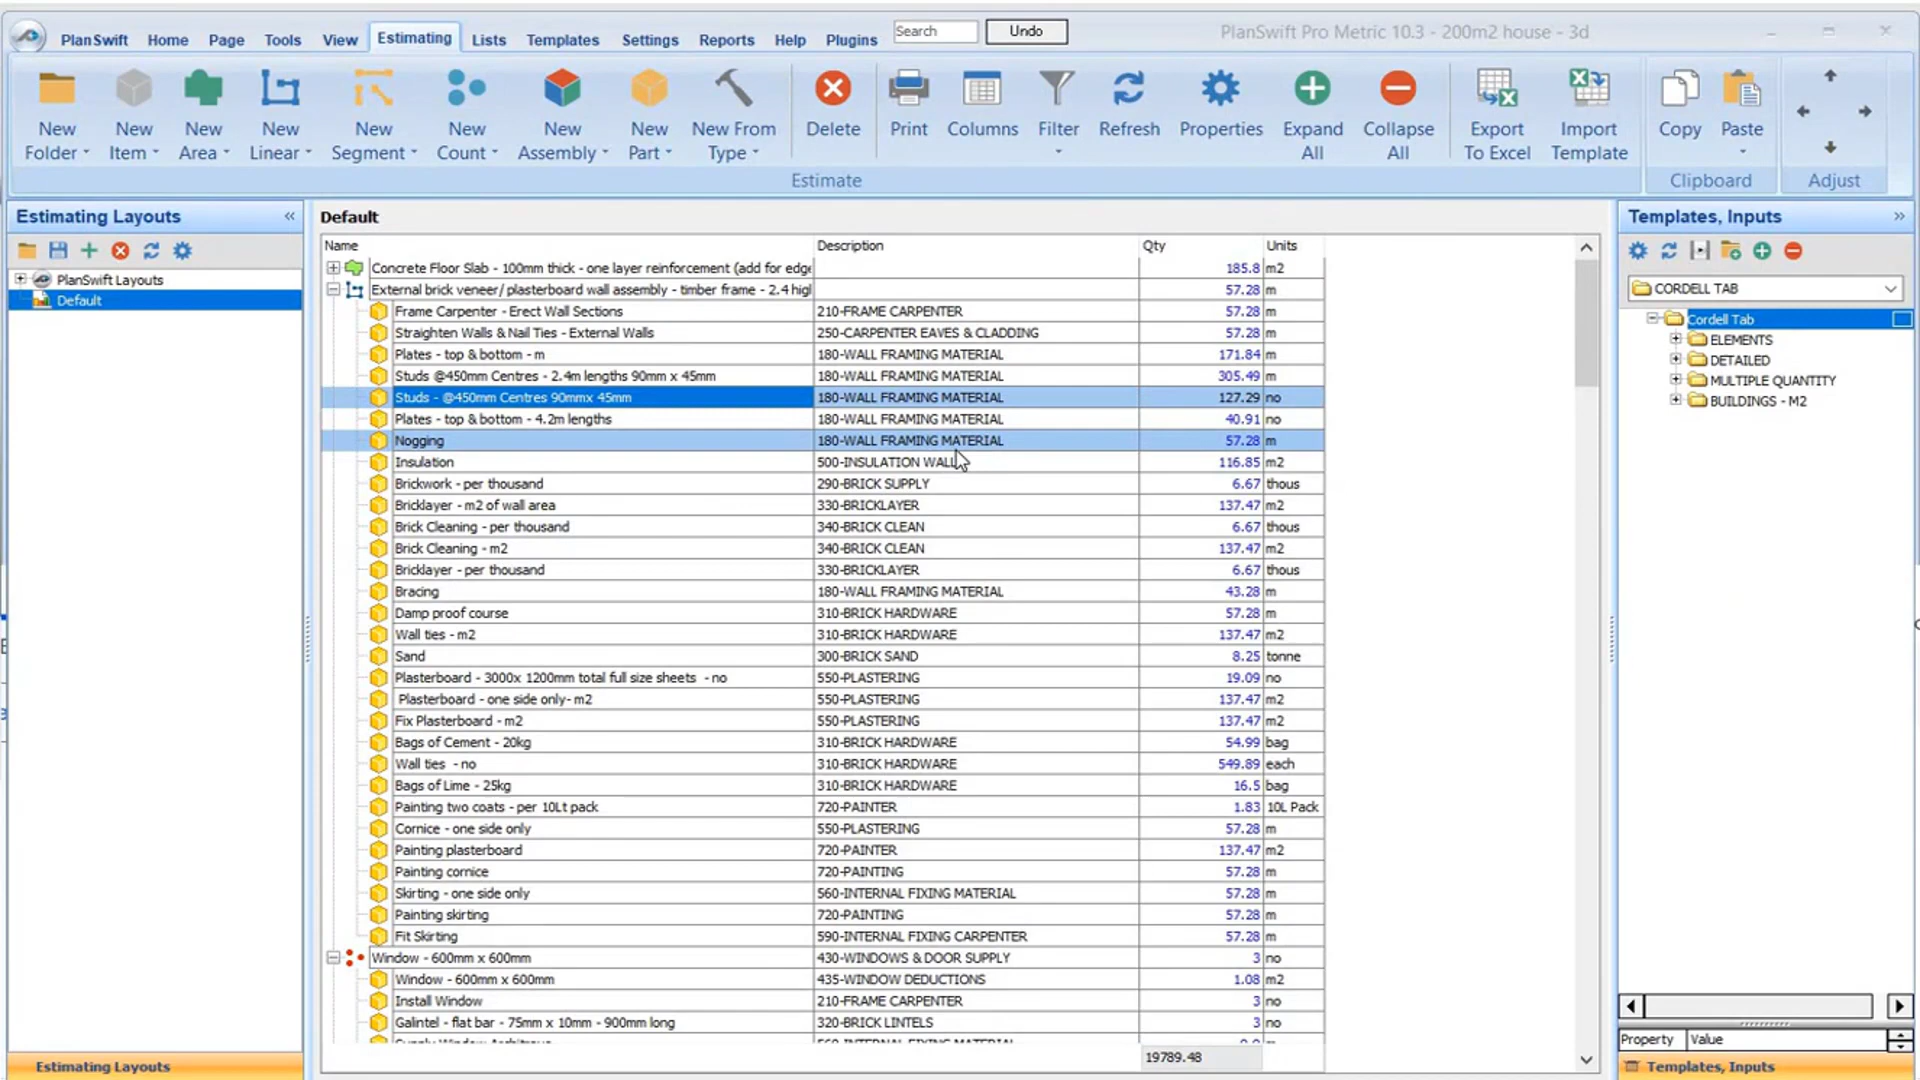 PlanSwift Home Page Tools View Estimating Lists Templates Settings Reports Help Plugins Search Undo PlanSwift Pro Metric 10.3 - 200m2 house - 3d
New Folder New Item New Area New Linear New Segment New Count New Assembly New Part New From Type Delete Print Columns Filter Refresh Properties Expand All Collapse All Export To Excel Import Template Copy Paste
Estimate Clipboard Adjust
Estimating Layouts
PlanSwift Layouts
Default
Default
Name Description Qty Units
Concrete Floor Slab - 100mm thick - one layer reinforcement (add for edge 185.8 m2
External brick veneer/ plasterboard wall assembly - timber frame - 2.4 higl 57.28 m
Frame Carpenter - Erect Wall Sections 210-FRAME CARPENTER 57.28 m
Straighten Walls & Nail Ties - External Walls 250-CARPENTER EAVES & CLADDING 57.28 m
Plates - top & bottom - m 180-WALL FRAMING MATERIAL 171.84 m
Studs @450mm Centres - 2.4m lengths 90mm x 45mm 180-WALL FRAMING MATERIAL 305.49 m
Studs - @450mm Centres 90mmx 45mm 180-WALL FRAMING MATERIAL 127.29 no
Plates - top & bottom - 4.2m lengths 180-WALL FRAMING MATERIAL 40.91 no
Nogging 180-WALL FRAMING MATERIAL 57.28 m
Insulation 500-INSULATION WALL 116.85 m2
Brickwork - per thousand 290-BRICK SUPPLY 6.67 thous
Bricklayer - m2 of wall area 330-BRICKLAYER 137.47 m2
Brick Cleaning - per thousand 340-BRICK CLEAN 6.67 thous
Brick Cleaning - m2 340-BRICK CLEAN 137.47 m2
Bricklayer - per thousand 330-BRICKLAYER 6.67 thous
Bracing 180-WALL FRAMING MATERIAL 43.28 m
Damp proof course 310-BRICK HARDWARE 57.28 m
Wall ties - m2 310-BRICK HARDWARE 137.47 m2
Sand 300-BRICK SAND 8.25 tonne
Plasterboard - 3000x 1200mm total full size sheets - no 550-PLASTERING 19.09 no
Plasterboard - one side only- m2 550-PLASTERING 137.47 m2
Fix Plasterboard - m2 550-PLASTERING 137.47 m2
Bags of Cement - 20kg 310-BRICK HARDWARE 54.99 bag
Wall ties - no 310-BRICK HARDWARE 549.89 each
Bags of Lime - 25kg 310-BRICK HARDWARE 16.5 bag
Painting two coats - per 10Lt pack 720-PAINTER 1.83 10L Pack
Cornice - one side only 550-PLASTERING 57.28 m
Painting plasterboard 720-PAINTER 137.47 m2
Painting cornice 720-PAINTING 57.28 m
Skirting - one side only 560-INTERNAL FIXING MATERIAL 57.28 m
Painting skirting 720-PAINTING 57.28 m
Fit Skirting 590-INTERNAL FIXING CARPENTER 57.28 m
Window - 600mm x 600mm 430-WINDOWS & DOOR SUPPLY 3 no
Window - 600mm x 600mm 435-WINDOW DEDUCTIONS 1.08 m2
Install Window 210-FRAME CARPENTER 3 no
Galintel - flat bar - 75mm x 10mm - 900mm long 320-BRICK LINTELS 3 no
19789.48
Estimating Layouts
Templates, Inputs
CORDELL TAB
Cordell Tab
ELEMENTS
DETAILED
MULTIPLE QUANTITY
BUILDINGS - M2
Property Value
Templates, Inputs